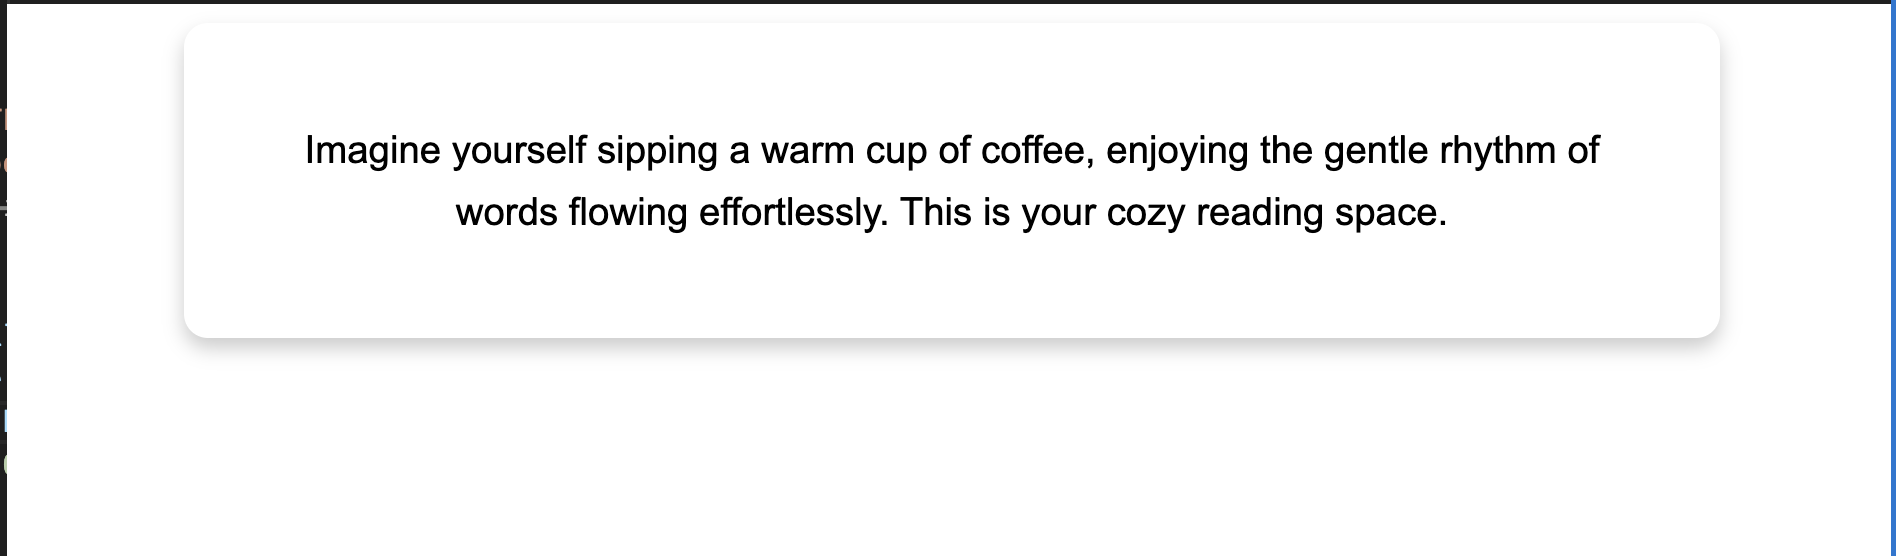 Imagine yourself sipping a warm cup of coffee, enjoying the gentle rhythm of
words flowing effortlessly. This is your cozy reading space.